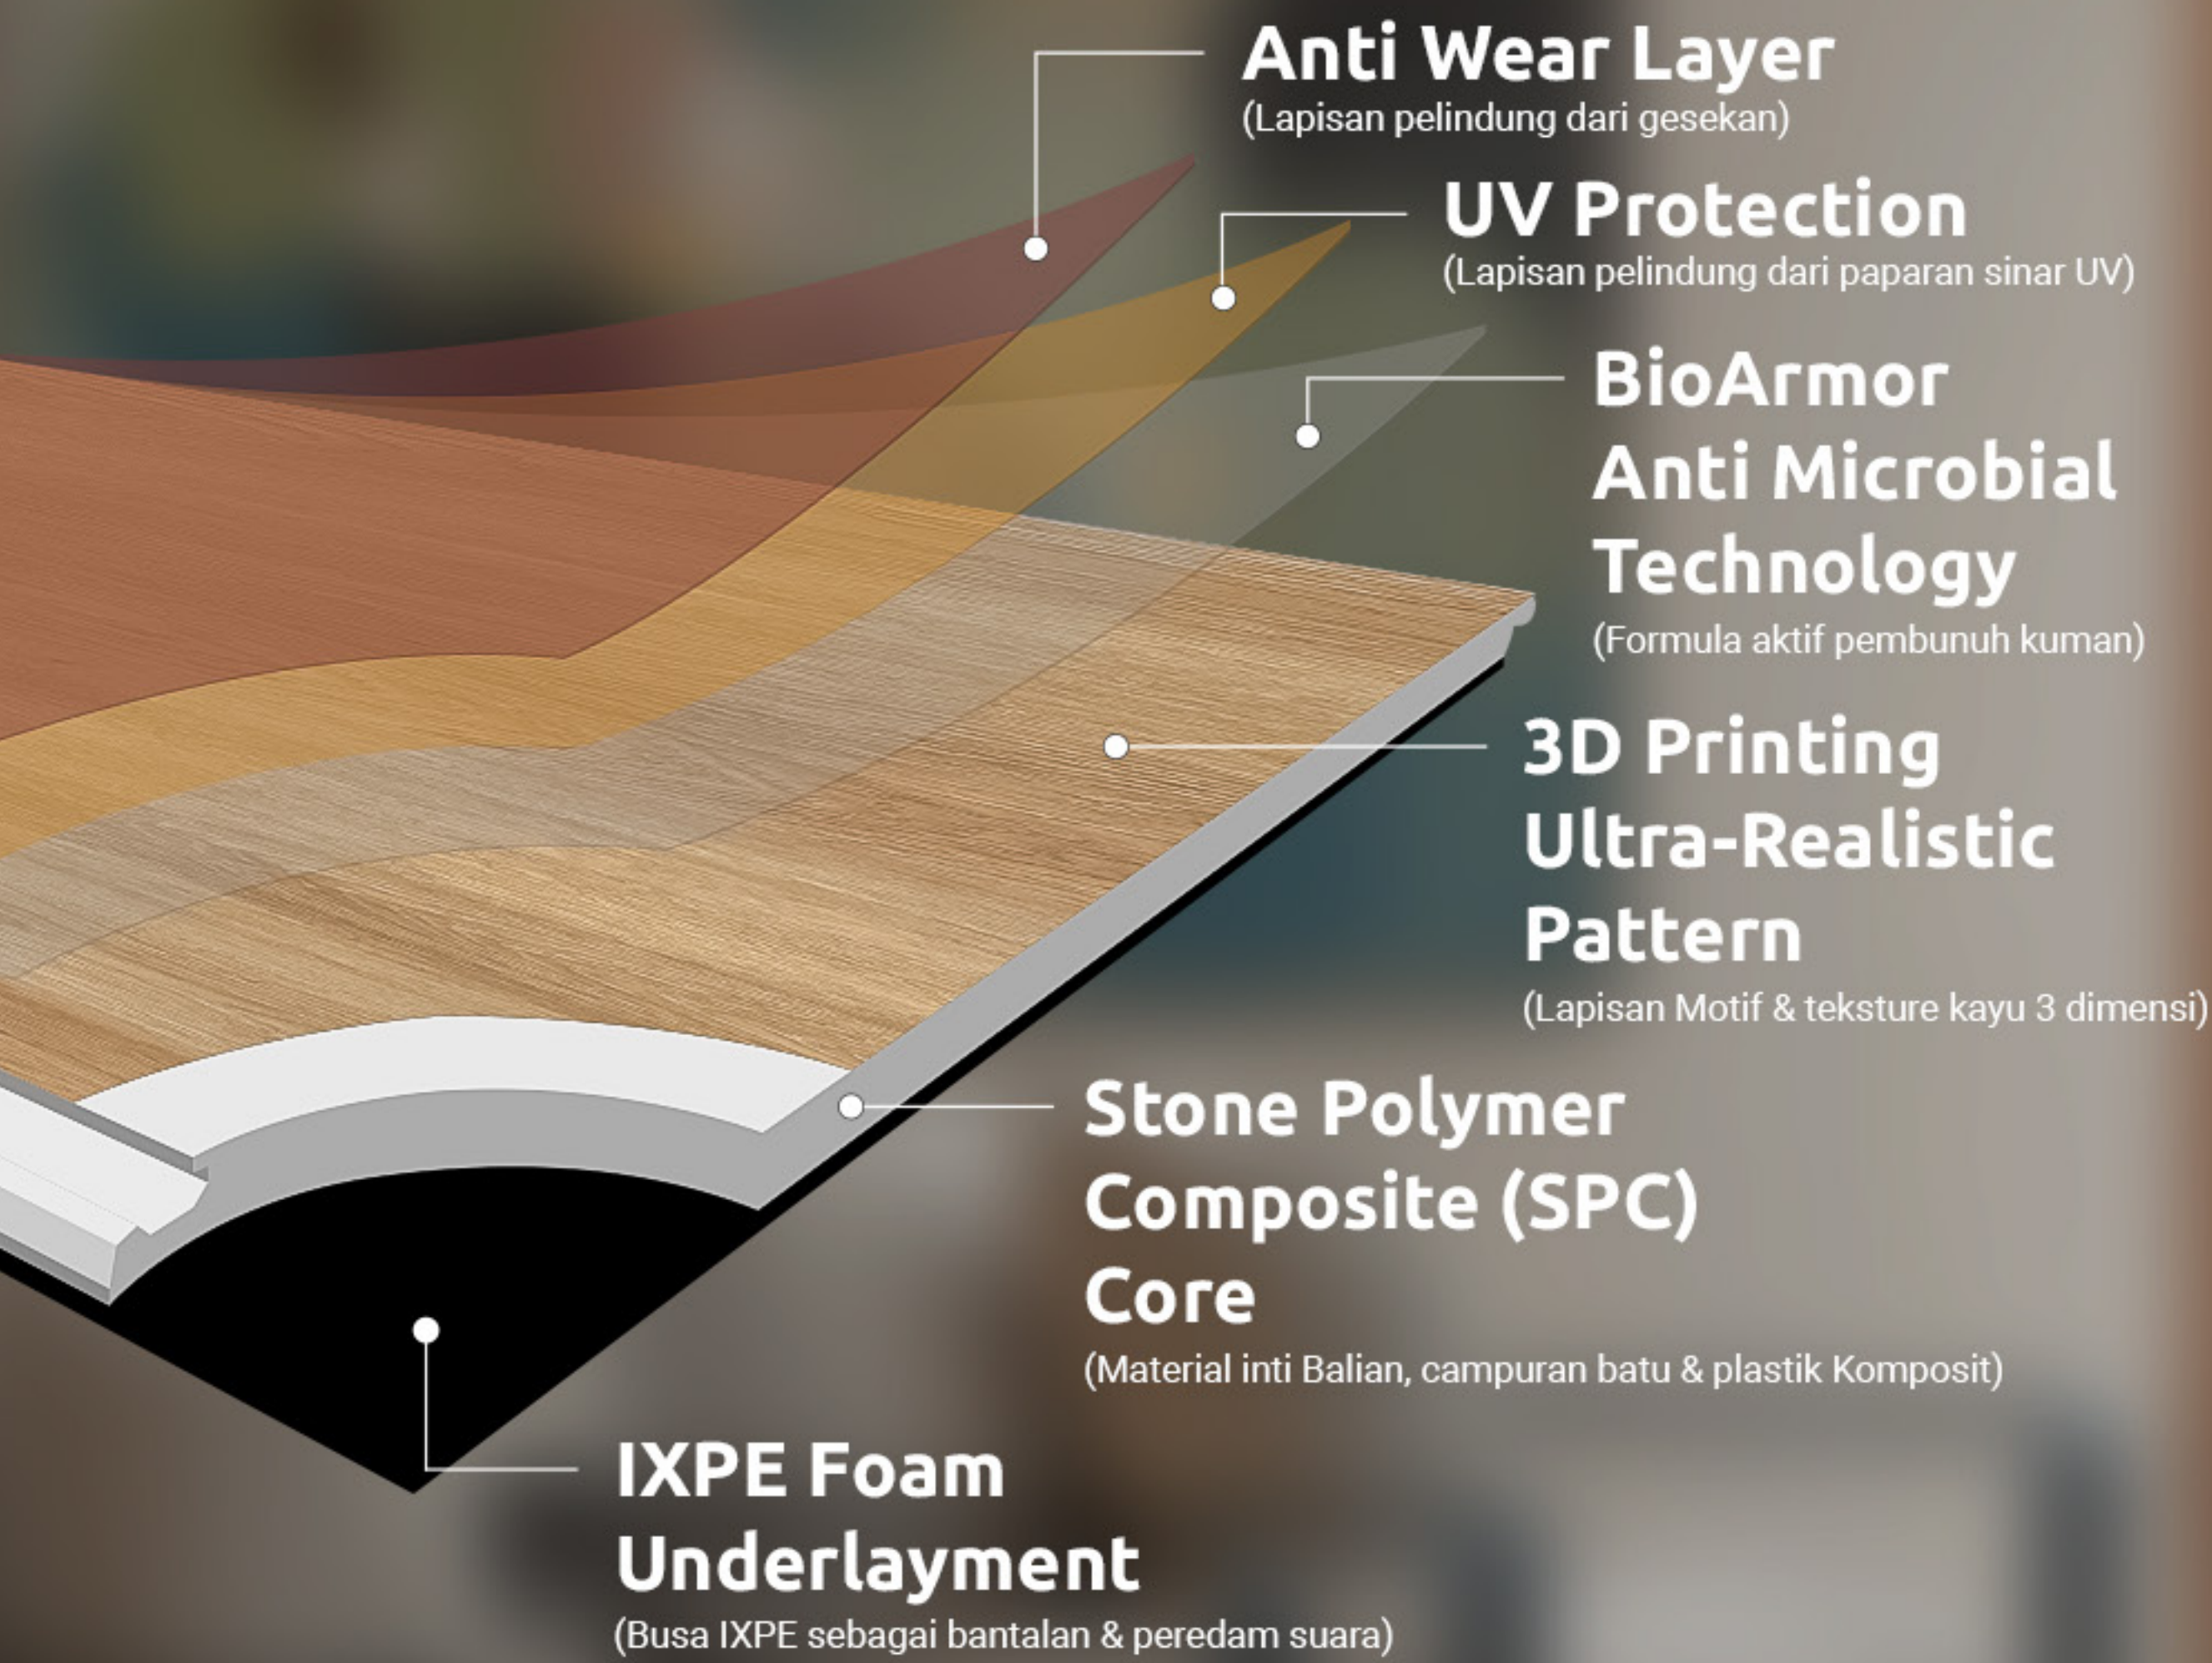 Anti Wear Layer
(Lapisan pelindung dari gesekan)
UV Protection
(Lapisan pelindung dari paparan sinar UV)
BioArmor
Anti Microbial
Technology
(Formula aktif pembunuh kuman)
3D Printing
Ultra-Realistic
Pattern
(Lapisan Motif & teksture kayu 3 dimensi)
Stone Polymer
Composite (SPC)
Core
(Material inti Balian, campuran batu & plastik Komposit)
IXPE Foam
Underlayment
(Busa IXPE sebagai bantalan & peredam suara)